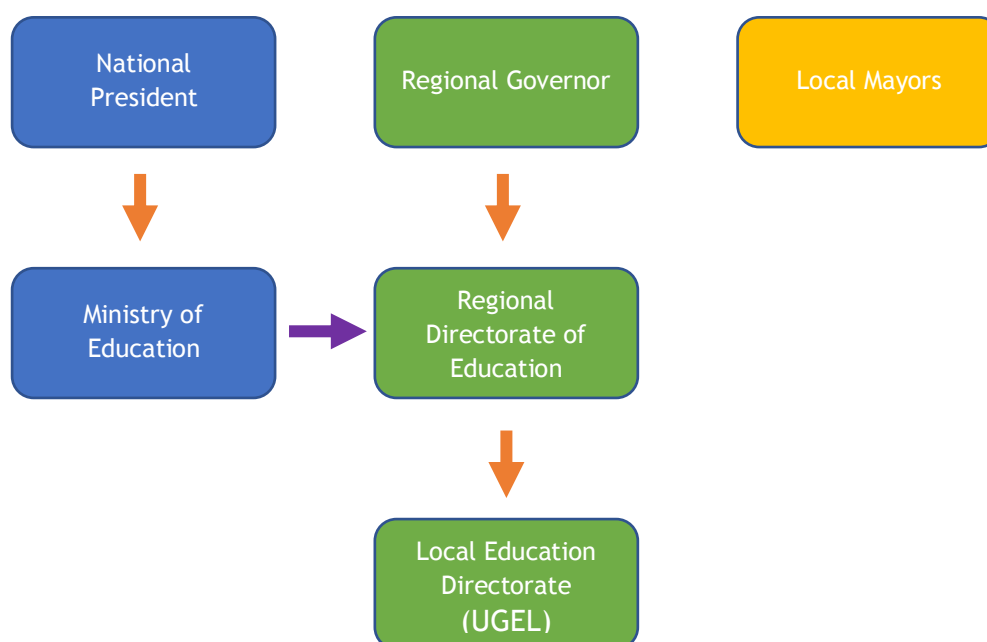 National
President
Regional Governor
Local Mayors
Ministry of
Education
Regional
Directorate of
Education
Local Education
Directorate
(UGEL)